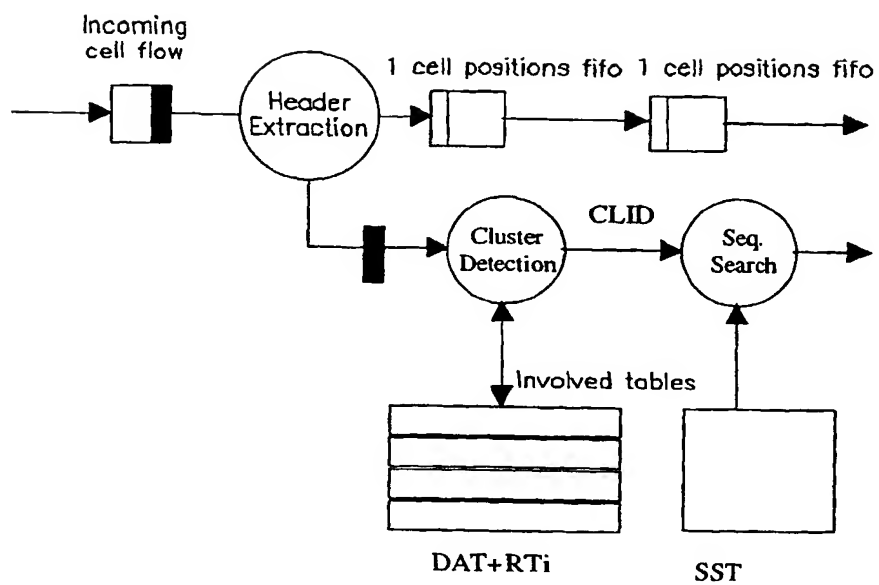 Incoming
cell flow
1 cell positions fifo 1 cell positions fifo
Header
Extraction
CLID
Cluster
Detection
Seq.
Search
Involved tables
DAT+RTi
SST